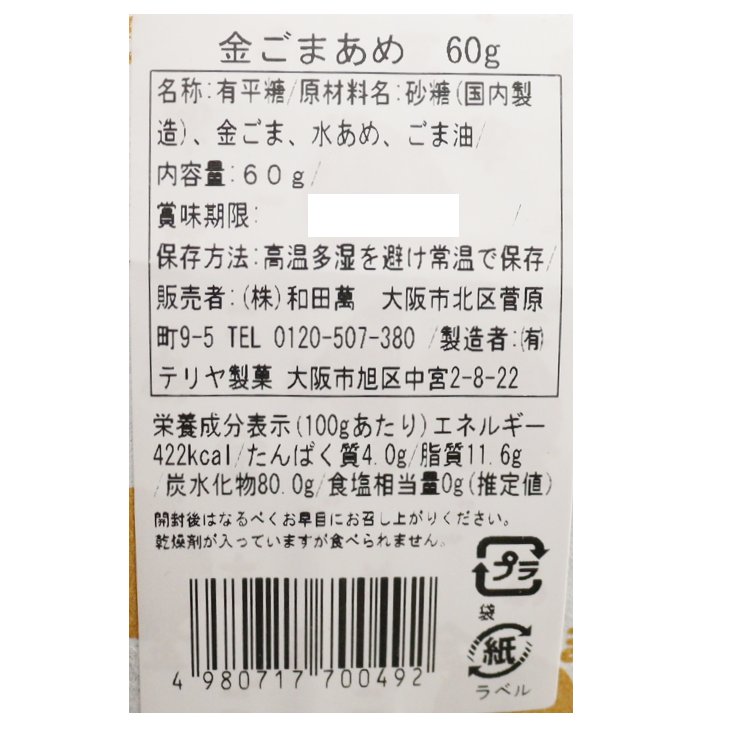 金ごまあめ 60g
名称:有平糖/原材料名:砂糖(国内製
造)、金ごま、水あめ、ごま油/
内容量:60g/
賞味期限: /
保存方法:高温多湿を避け常温で保存/
販売者:(株)和田萬 大阪市北区菅原
町9-5 TEL 0120-507-380 /製造者:(有)
テリヤ製菓 大阪市旭区中宮2-8-22
栄養成分表示(100gあたり)エネルギー
422kcal/たんぱく質4.0g/脂質11.6g
/炭水化物80.0g/食塩相当量0g(推定値)
開封後はなるべくお早目にお召し上がりください。
乾燥剤が入っていますが食べられません。
プラ
袋
紙
ラベル
4 980717 700492